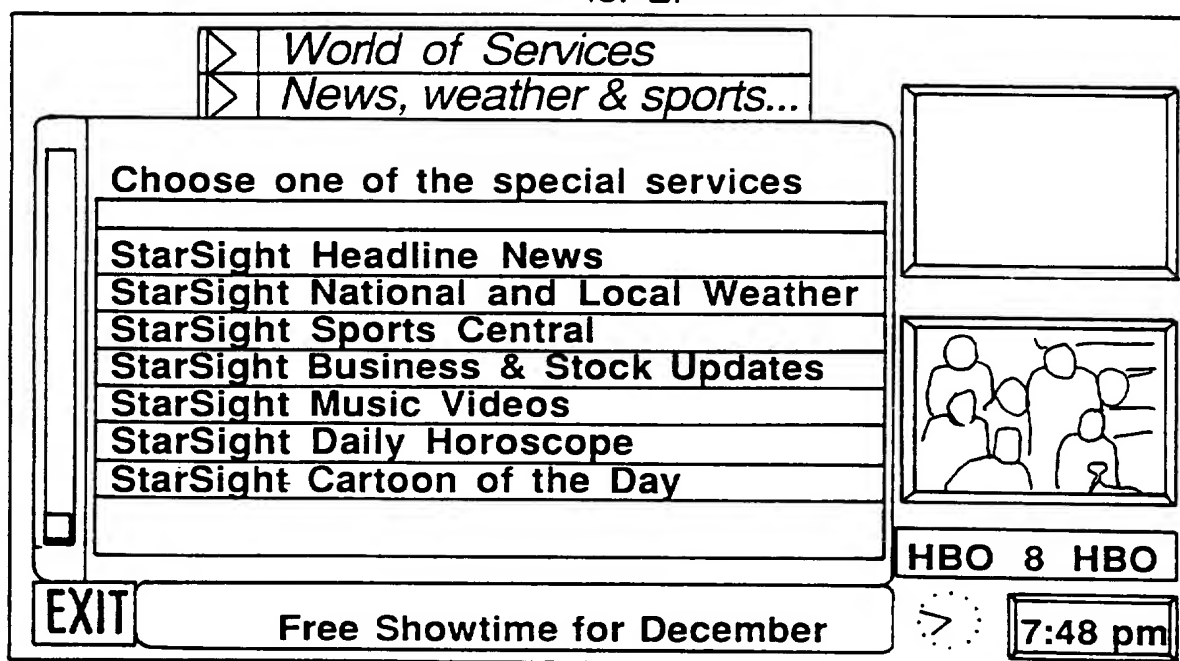 World of Services
News, weather & sports...
Choose one of the special services
StarSight Headline News
StarSight National and Local Weather
StarSight Sports Central
StarSight Business & Stock Updates
StarSight Music Videos
StarSight Daily Horoscope
StarSight Cartoon of the Day
HBO 8 HBO
EXIT
Free Showtime for December
7:48 pm